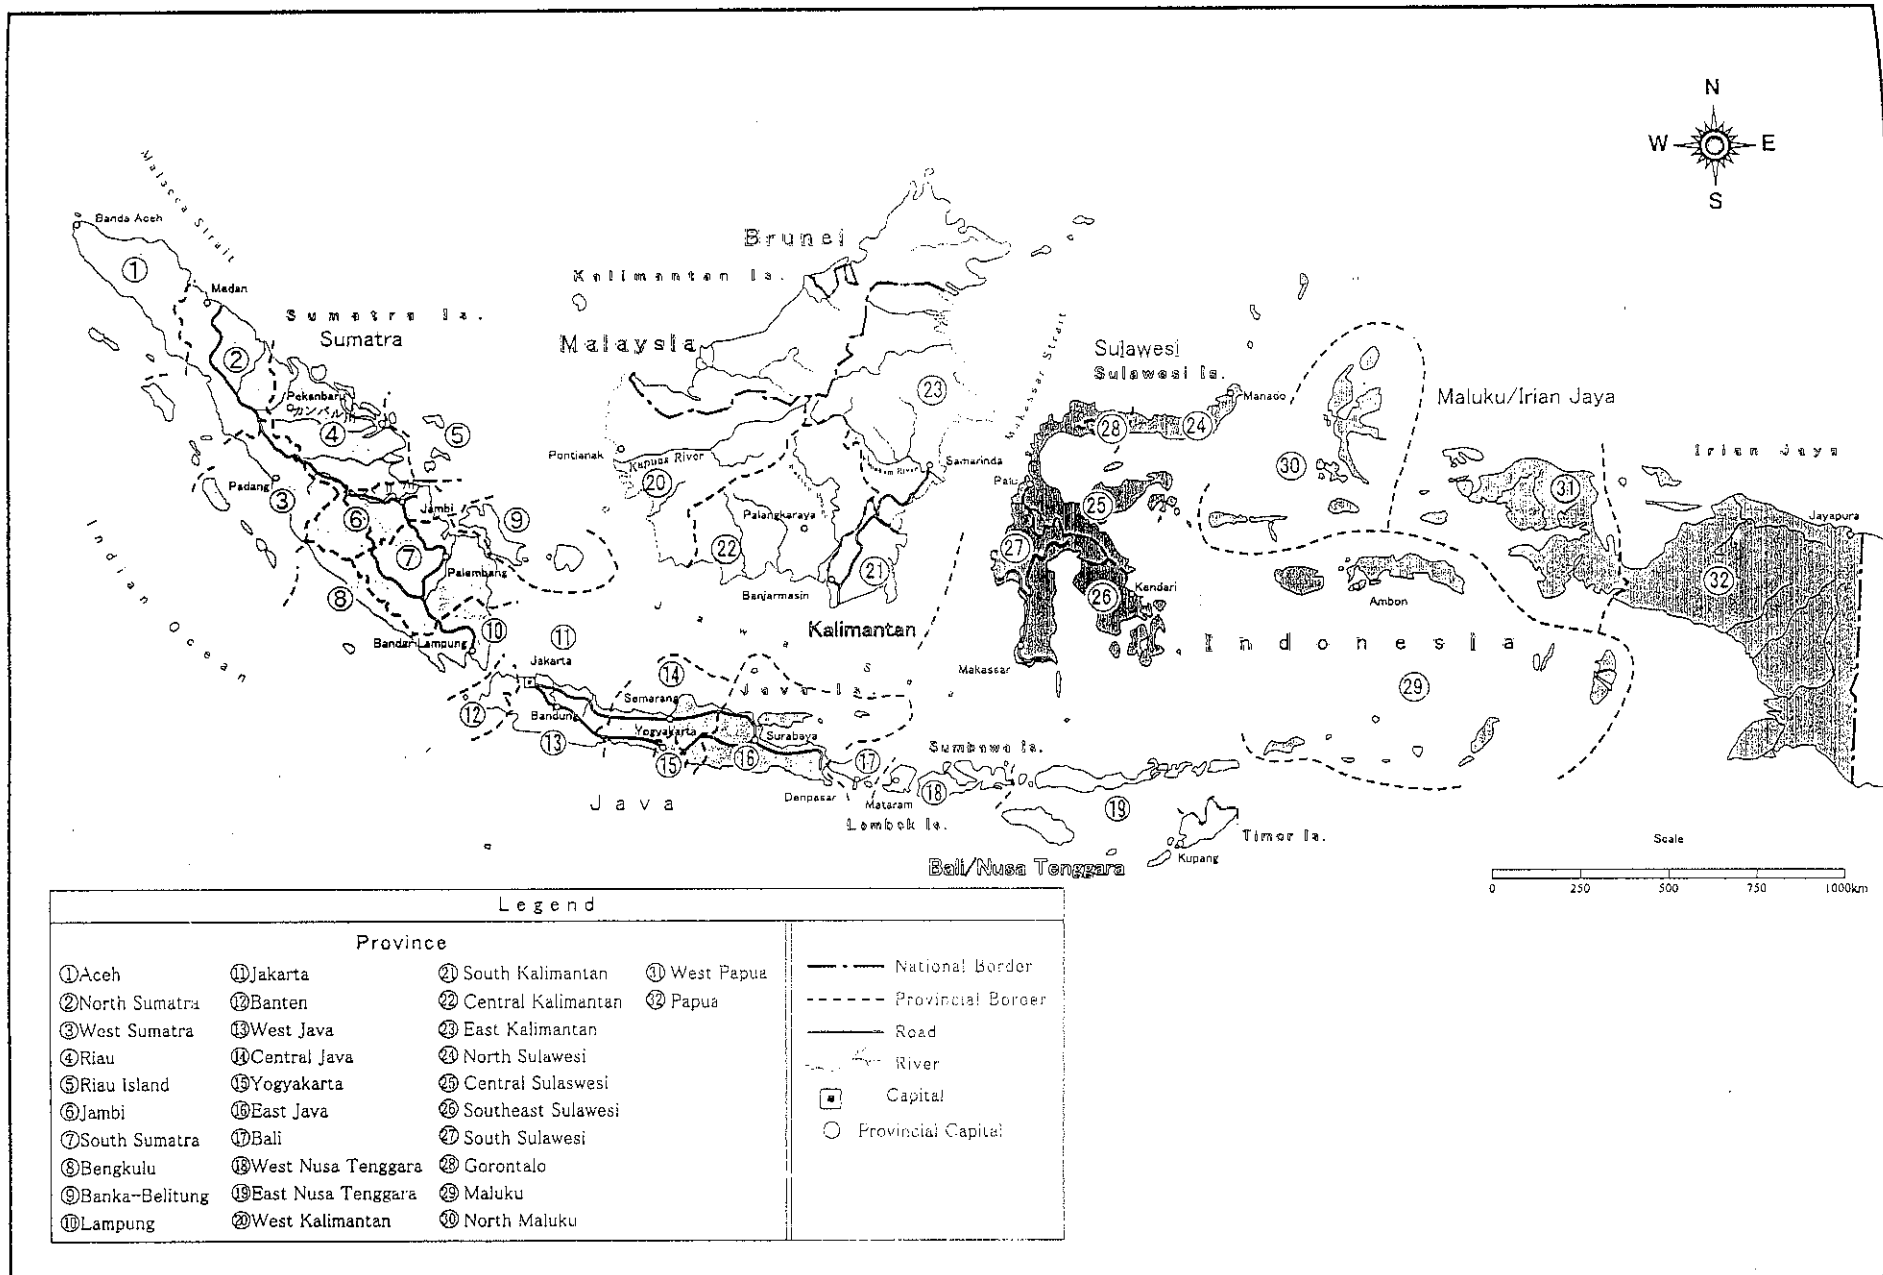 N
W E
S
Malacca Strait
Banda Aceh
①
Medan
Sumatra Is.
Sumatra
②
Pekanbaru
カンパル川
④
⑤
Padang
③
⑥
Jambi
⑨
⑦
Palembang
⑧
⑩
Bandar Lampung
Indian Ocean
Brunei
Kalimantan Is.
Malaysia
㉓
Pontianak
Kapuas River
⑳
Samarinda
Palangkaraya
㉒
㉑
Banjarmasin
Kalimantan
Makassar Strait
Sulawesi
Sulawesi Is.
Manado
㉘
㉔
Palu
㉕
㉗
Kendari
㉖
Makassar
Maluku/Irian Jaya
㉚
㉛
Irian Jaya
Jayapura
㉜
Ambon
Indonesia
㉙
⑪
Jakarta
Java S
⑭
Semarang
Java Is.
⑫
Bandung
⑬
Yogyakarta
⑮
Surabaya
⑯
Java
Denpasar
⑰
Mataram
Lombok Is.
⑱
Sumbawa Is.
⑲
Timor Is.
Kupang
Bali/Nusa Tenggara
Scale
0 250 500 750 1000km
Legend
Province
①Aceh
②North Sumatra
③West Sumatra
④Riau
⑤Riau Island
⑥Jambi
⑦South Sumatra
⑧Bengkulu
⑨Banka-Belitung
⑩Lampung
⑪Jakarta
⑫Banten
⑬West Java
⑭Central Java
⑮Yogyakarta
⑯East Java
⑰Bali
⑱West Nusa Tenggara
⑲East Nusa Tenggara
⑳West Kalimantan
㉑ South Kalimantan
㉒ Central Kalimantan
㉓ East Kalimantan
㉔ North Sulawesi
㉕ Central Sulaswesi
㉖ Southeast Sulawesi
㉗ South Sulawesi
㉘ Gorontalo
㉙ Maluku
㉚ North Maluku
㉛ West Papua
㉜ Papua
National Border
Provincial Border
Road
River
Capital
Provincial Capital